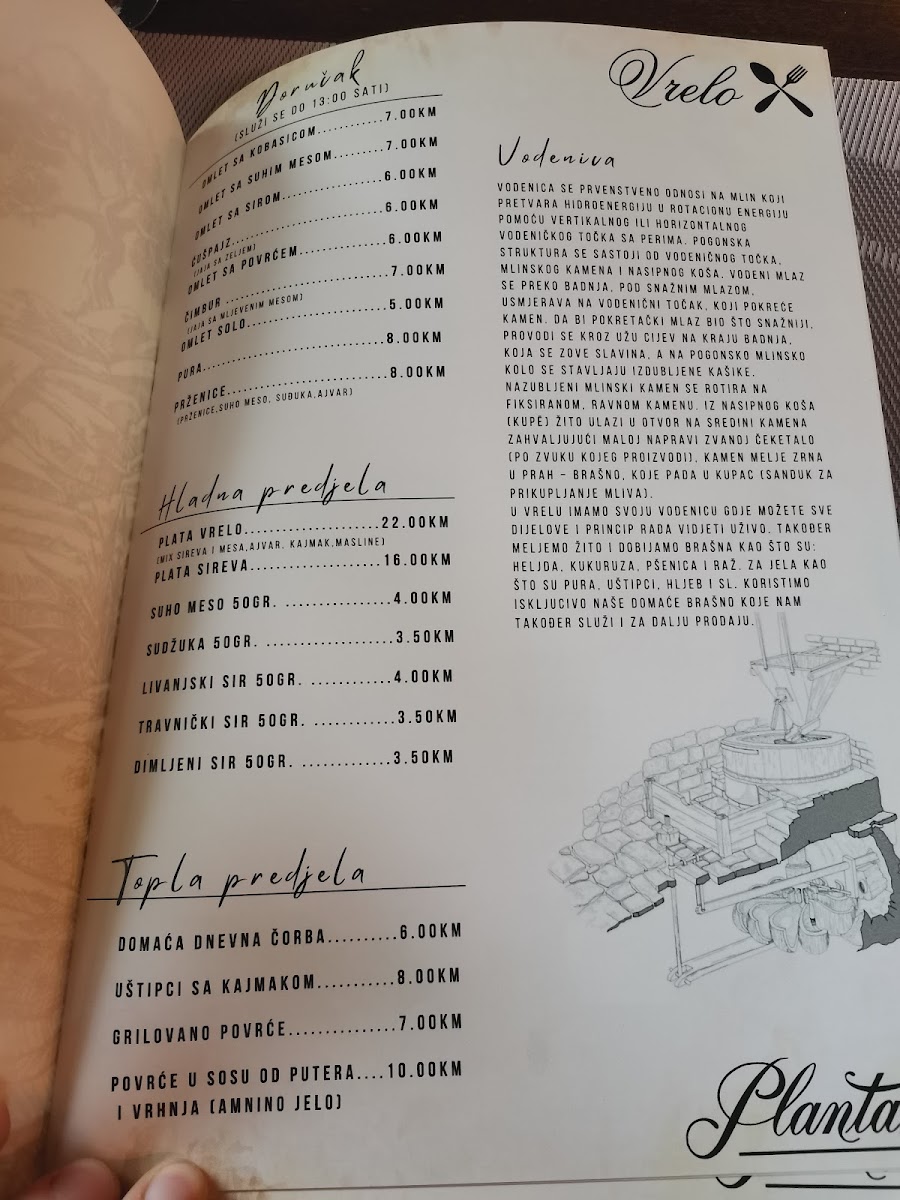 Doručak
(SLUŽI SE DO 13:00 SATI)
OMLET SA KOBASICOM...........7.00KM
OMLET SA SUHIM MESOM.........7.00KM
OMLET SA SIROM...............6.00KM
ČUŠPAJZ......................6.00KM
(JAJA SA ZELJEM)
OMLET SA POVRĆEM.............6.00KM
ČIMBUR ......................7.00KM
(JAJA SA MLJEVENIM MESOM)
OMLET SOLO...................5.00KM
PURA.........................8.00KM
PRŽENICE.....................8.00KM
(PRŽENICE,SUHO MESO, SUĐUKA,AJVAR)
Hladna predjela
PLATA VRELO....................22.00KM
(MIX SIREVA I MESA,AJVAR, KAJMAK,MASLINE)
PLATA SIREVA...................16.00KM
SUHO MESO 50GR. ...............4.00KM
SUDŽUKA 50GR. .................3.50KM
LIVANJSKI SIR 50GR. ............4.00KM
TRAVNIČKI SIR 50GR. ............3.50KM
DIMLJENI SIR 50GR. .............3.50KM
Topla predjela
DOMAĆA DNEVNA ČORBA..........6.00KM
UŠTIPCI SA KAJMAKOM...........8.00KM
GRILOVANO POVRĆE..............7.00KM
POVRĆE U SOSU OD PUTERA....10.00KM
I VRHNJA (AMNINO JELO)
Vrelo
Vodenica
VODENICA SE PRVENSTVENO ODNOSI NA MLIN KOJI
PRETVARA HIDROENERGIJU U ROTACIONU ENERGIJU
POMOĆU VERTIKALNOG ILI HORIZONTALNOG
VODENIČKOG TOČKA SA PERIMA. POGONSKA
STRUKTURA SE SASTOJI OD VODENIČNOG TOČKA,
MLINSKOG KAMENA I NASIPNOG KOŠA. VODENI MLAZ
SE PREKO BADNJA, POD SNAŽNIM MLAZOM,
USMJERAVA NA VODENIČNI TOČAK, KOJI POKREĆE
KAMEN. DA BI POKRETAČKI MLAZ BIO ŠTO SNAŽNIJI,
PROVODI SE KROZ UŽU CIJEV NA KRAJU BADNJA,
KOJA SE ZOVE SLAVINA, A NA POGONSKO MLINSKO
KOLO SE STAVLJAJU IZDUBLJENE KAŠIKE.
NAZUBLJENI MLINSKI KAMEN SE ROTIRA NA
FIKSIRANOM, RAVNOM KAMENU. IZ NASIPNOG KOŠA
(KUPE) ŽITO ULAZI U OTVOR NA SREDINI KAMENA
ZAHVALJUJUĆI MALOJ NAPRAVI ZVANOJ ČEKETALO
(PO ZVUKU KOJEG PROIZVODI), KAMEN MELJE ZRNA
U PRAH – BRAŠNO, KOJE PADA U KUPAC (SANDUK ZA
PRIKUPLJANJE MLIVA).
U VRELU IMAMO SVOJU VODENICU GDJE MOŽETE SVE
DIJELOVE I PRINCIP RADA VIDJETI UŽIVO. TAKOĐER
MELJEMO ŽITO I DOBIJAMO BRAŠNA KAO ŠTO SU:
HELJDA, KUKURUZA, PŠENICA I RAŽ. ZA JELA KAO
ŠTO SU PURA, UŠTIPCI, HLJEB I SL. KORISTIMO
ISKLJUCIVO NAŠE DOMAĆE BRAŠNO KOJE NAM
TAKOĐER SLUŽI I ZA DALJU PRODAJU.
Planta